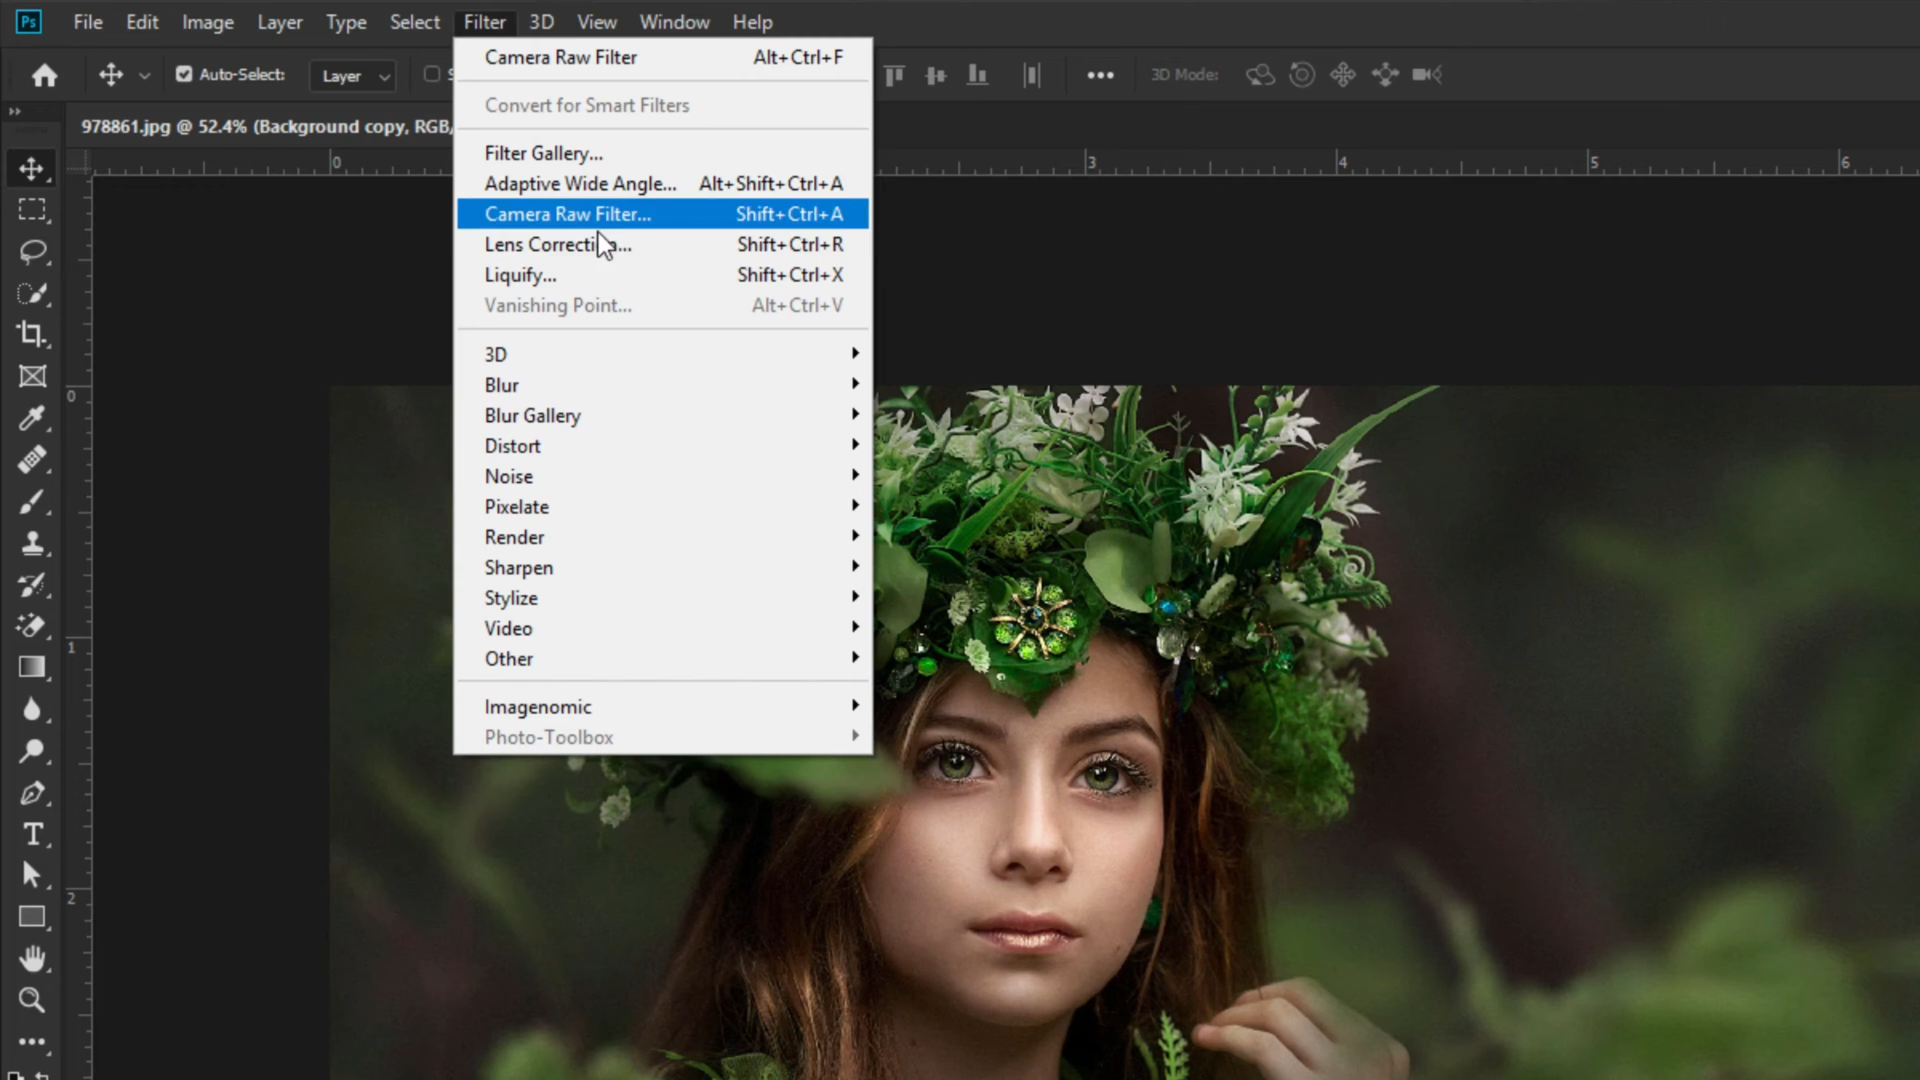 Ps File Edit Image Layer Type Select Filter 3D View Window Help
Auto-Select: Layer 3D Mode:
978861.jpg @ 52.4% (Background copy, RGB/
Camera Raw Filter Alt+Ctrl+F
Convert for Smart Filters
Filter Gallery...
Adaptive Wide Angle... Alt+Shift+Ctrl+A
Camera Raw Filter... Shift+Ctrl+A
Lens Correction... Shift+Ctrl+R
Liquify... Shift+Ctrl+X
Vanishing Point... Alt+Ctrl+V
3D
Blur
Blur Gallery
Distort
Noise
Pixelate
Render
Sharpen
Stylize
Video
Other
Imagenomic
Photo-Toolbox
0 3 4 5 6
0
1
2
T